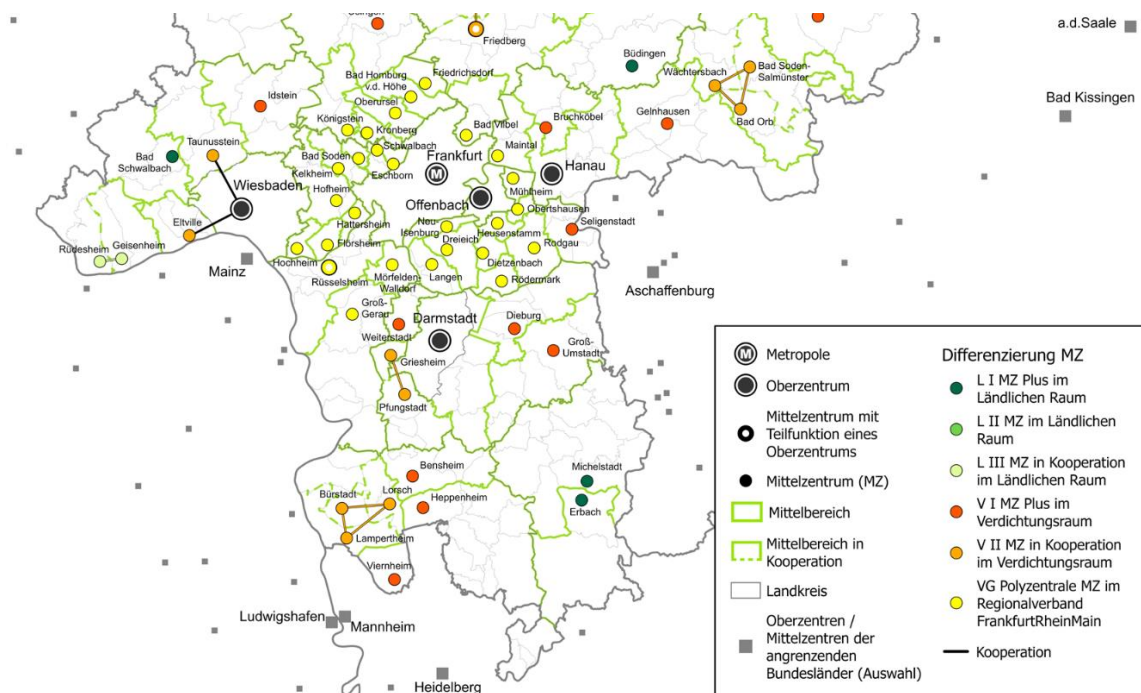 Usingen
Friedberg
a.d.Saale
Büdingen
Bad Soden-
Salmünster
Wächtersbach
Bad Orb
Bad Kissingen
Gelnhausen
Friedrichsdorf
Bad Homburg
v.d. Höhe
Oberursel
Idstein
Königstein
Kronberg
Bad Vilbel
Bruchköbel
Taunusstein
Schwalbach
Frankfurt
Maintal
Bad
Schwalbach
Bad Soden
Kelkheim
Eschborn
M
Hanau
Wiesbaden
Hofheim
Mühlheim
Offenbach
Obertshausen
Eltville
Hattersheim
Neu-
Isenburg
Heusenstamm
Seligenstadt
Rüdesheim
Geisenheim
Flörsheim
Dreieich
Rodgau
Hochheim
Dietzenbach
Mainz
Rüsselsheim
Mörfelden-
Walldorf
Langen
Rödermark
Aschaffenburg
Groß-
Gerau
Darmstadt
Dieburg
Weiterstadt
Groß-
Umstadt
Griesheim
Pfungstadt
Bensheim
Michelstadt
Bürstadt
Lorsch
Heppenheim
Erbach
Lampertheim
Viernheim
Ludwigshafen
Mannheim
Heidelberg
M
Metropole
Oberzentrum
Mittelzentrum mit
Teilfunktion eines
Oberzentrums
Mittelzentrum (MZ)
Mittelbereich
Mittelbereich in
Kooperation
Landkreis
Oberzentren /
Mittelzentren der
angrenzenden
Bundesländer (Auswahl)
Differenzierung MZ
L I MZ Plus im
Ländlichen Raum
L II MZ im Ländlichen
Raum
L III MZ in Kooperation
im Ländlichen Raum
V I MZ Plus im
Verdichtungsraum
V II MZ in Kooperation
im Verdichtungsraum
VG Polyzentrale MZ im
Regionalverband
FrankfurtRheinMain
Kooperation